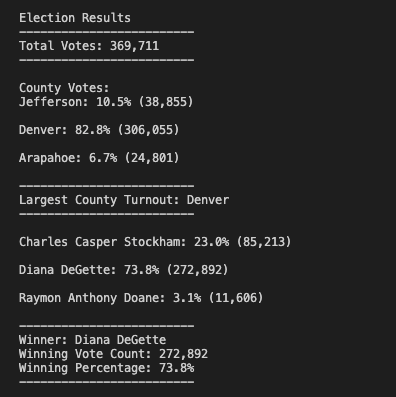 Election Results
-------------------------
Total Votes: 369,711
-------------------------
County Votes:
Jefferson: 10.5% (38,855)
Denver: 82.8% (306,055)
Arapahoe: 6.7% (24,801)
-------------------------
Largest County Turnout: Denver
-------------------------
Charles Casper Stockham: 23.0% (85,213)
Diana DeGette: 73.8% (272,892)
Raymon Anthony Doane: 3.1% (11,606)
-------------------------
Winner: Diana DeGette
Winning Vote Count: 272,892
Winning Percentage: 73.8%
-------------------------